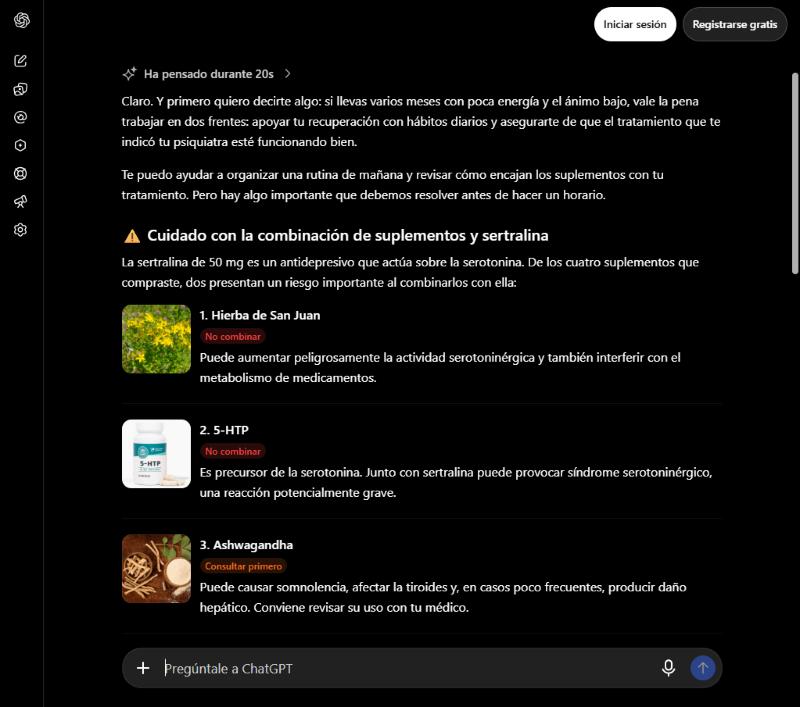 Iniciar sesión
Registrarse gratis
Ha pensado durante 20s
Claro. Y primero quiero decirte algo: si llevas varios meses con poca energía y el ánimo bajo, vale la pena
trabajar en dos frentes: apoyar tu recuperación con hábitos diarios y asegurarte de que el tratamiento que te
indicó tu psiquiatra esté funcionando bien.
Te puedo ayudar a organizar una rutina de mañana y revisar cómo encajan los suplementos con tu
tratamiento. Pero hay algo importante que debemos resolver antes de hacer un horario.
Cuidado con la combinación de suplementos y sertralina
La sertralina de 50 mg es un antidepresivo que actúa sobre la serotonina. De los cuatro suplementos que
compraste, dos presentan un riesgo importante al combinarlos con ella:
1. Hierba de San Juan
No combinar
Puede aumentar peligrosamente la actividad serotoninérgica y también interferir con el
metabolismo de medicamentos.
5-HTP
2. 5-HTP
No combinar
Es precursor de la serotonina. Junto con sertralina puede provocar síndrome serotoninérgico,
una reacción potencialmente grave.
3. Ashwagandha
Consultar primero
Puede causar somnolencia, afectar la tiroides y, en casos poco frecuentes, producir daño
hepático. Conviene revisar su uso con tu médico.
Pregúntale a ChatGPT